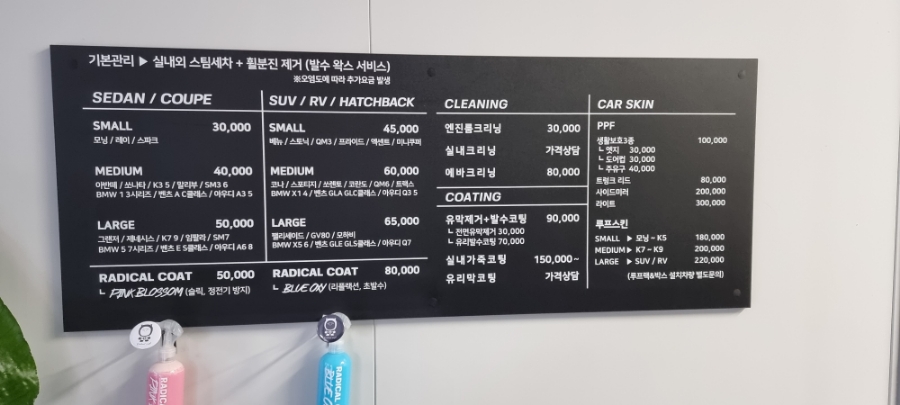 기본관리 ▶ 실내외 스팀세차 + 휠분진 제거 (발수 왁스 서비스)
※오염도에 따라 추가요금 발생
SEDAN / COUPE
SMALL 30,000
모닝 / 레이 / 스파크
MEDIUM 40,000
아반떼 / 쏘나타 / K3 5 / 말리부 / SM3 6
BMW 1 3시리즈 / 벤츠 A C클래스 / 아우디 A3 5
LARGE 50,000
그랜저 / 제네시스 / K7 9 / 임팔라 / SM7
BMW 5 7시리즈 / 벤츠 E S클래스 / 아우디 A6 8
RADICAL COAT 50,000
ㄴ PINK BLOSSOM (슬릭, 정전기 방지)
SUV / RV / HATCHBACK
SMALL 45,000
베뉴 / 스토닉 / QM3 / 프라이드 / 엑센트 / 미니쿠퍼
MEDIUM 60,000
코나 / 스포티지 / 쏘렌토 / 코란도 / QM6 / 트랙스
BMW X1 4 / 벤츠 GLA GLC클래스 / 아우디 Q3 5
LARGE 65,000
팰리세이드 / GV80 / 모하비
BMW X5 6 / 벤츠 GLE GLS클래스 / 아우디 Q7
RADICAL COAT 80,000
ㄴ BLUE OXY (리플랙션, 초발수)
CLEANING
엔진룸크리닝 30,000
실내크리닝 가격상담
에바크리닝 80,000
COATING
유막제거+발수코팅 90,000
ㄴ 전면유막제거 30,000
ㄴ 유리발수코팅 70,000
실내가죽코팅 150,000~
유리막코팅 가격상담
CAR SKIN
PPF
생활보호3종 100,000
ㄴ 엣지 30,000
ㄴ 도어컵 30,000
ㄴ 주유구 40,000
트렁크 리드 80,000
사이드미러 200,000
라이트 300,000
루프스킨
SMALL ▶ 모닝 ~ K5 180,000
MEDIUM ▶ K7 ~ K9 200,000
LARGE ▶ SUV / RV 220,000
(루프랙&박스 설치차량 별도문의)
RADICAL
RADICAL